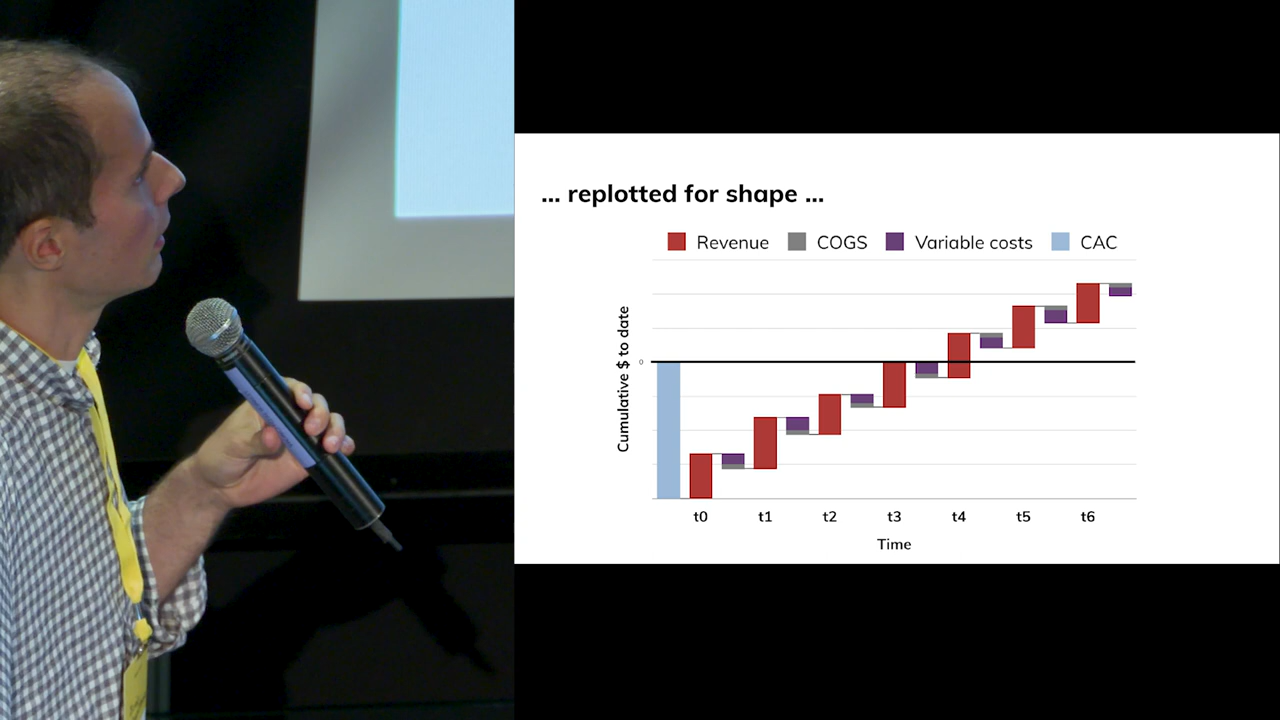 ... replotted for shape ...
Revenue COGS Variable costs CAC
Cumulative $ to date
0
t0 t1 t2 t3 t4 t5 t6
Time